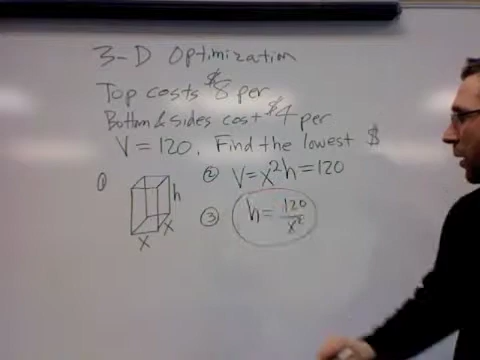 3-D Optimization
Top costs $8 per
Bottom & sides cost $4 per
V = 120. Find the lowest $
① ② V = x²h = 120
h
x
x
③ h = 120/x²